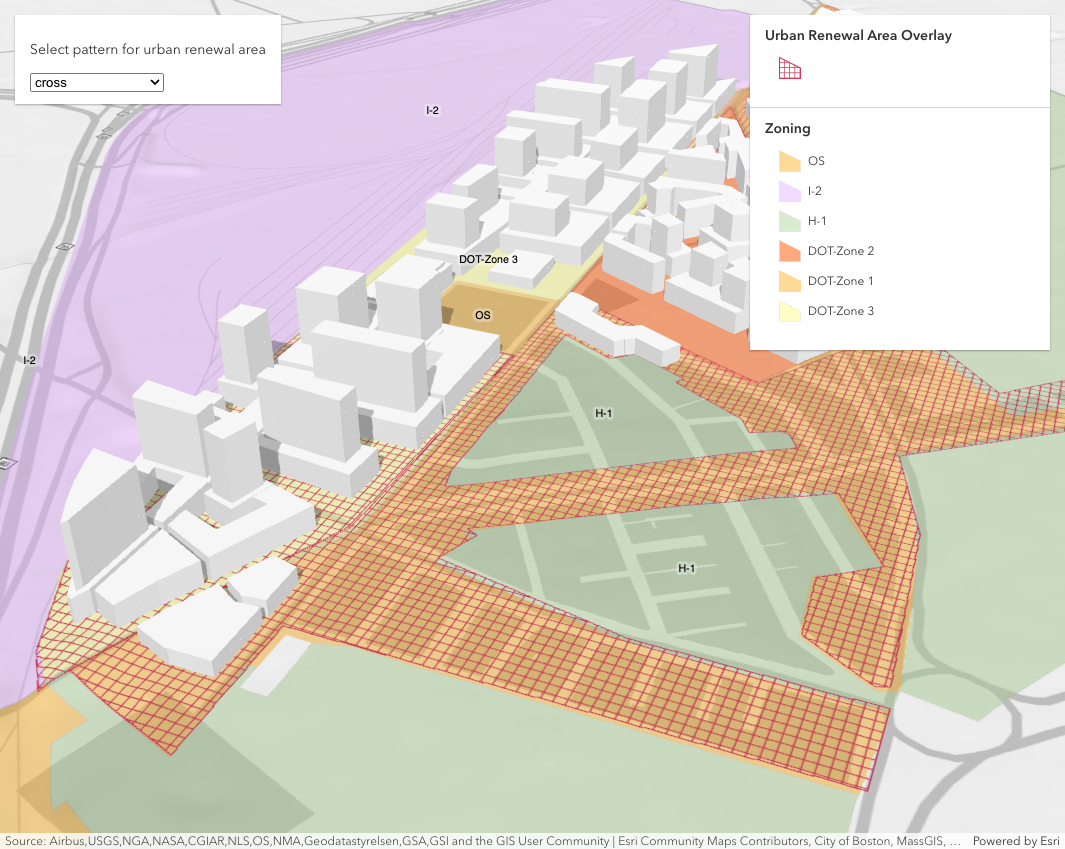 Select pattern for urban renewal area
cross
Urban Renewal Area Overlay
Zoning
OS
I-2
H-1
DOT-Zone 2
DOT-Zone 1
DOT-Zone 3
I-2
DOT-Zone 3
OS
I-2
H-1
H-1
Source: Airbus,USGS,NGA,NASA,CGIAR,NLS,OS,NMA,Geodatastyrelsen,GSA,GSI and the GIS User Community | Esri Community Maps Contributors, City of Boston, MassGIS, … Powered by Esri